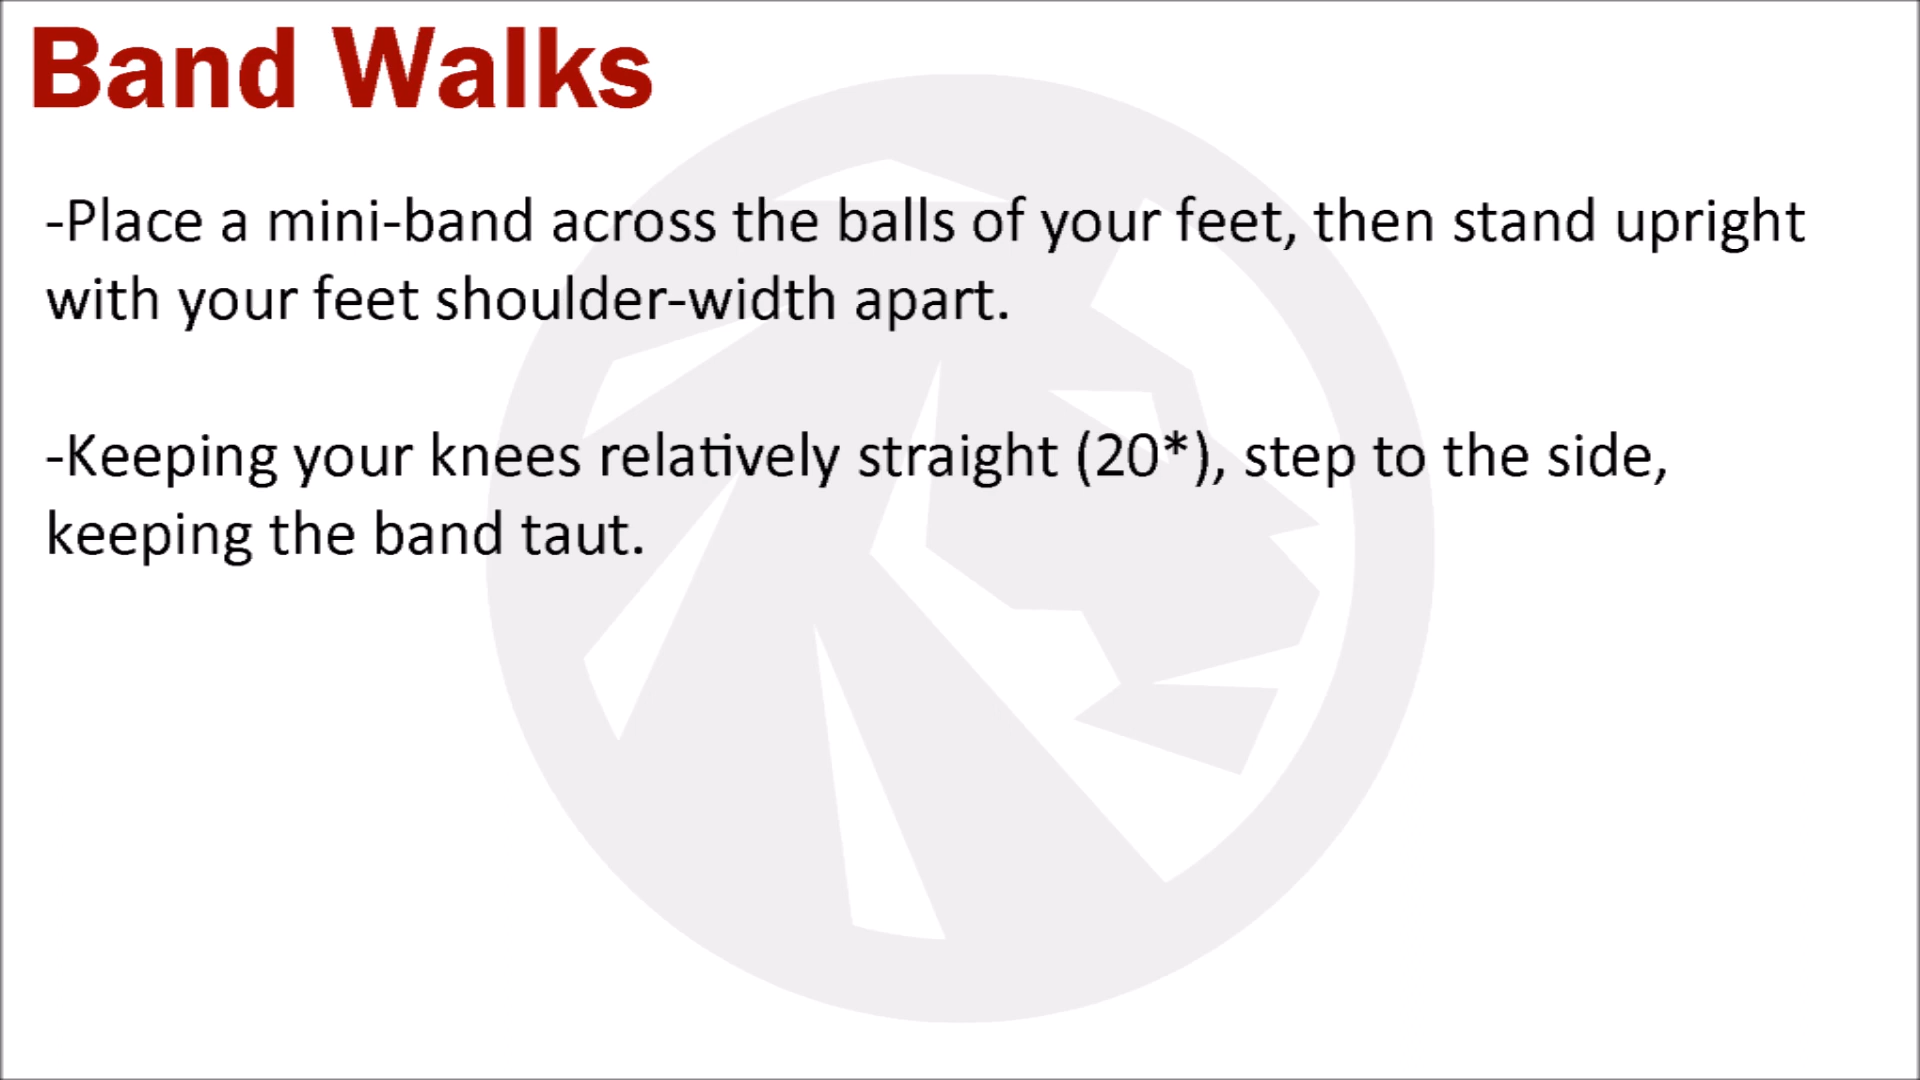 Band Walks
-Place a mini-band across the balls of your feet, then stand upright
with your feet shoulder-width apart.
-Keeping your knees relatively straight (20*), step to the side,
keeping the band taut.